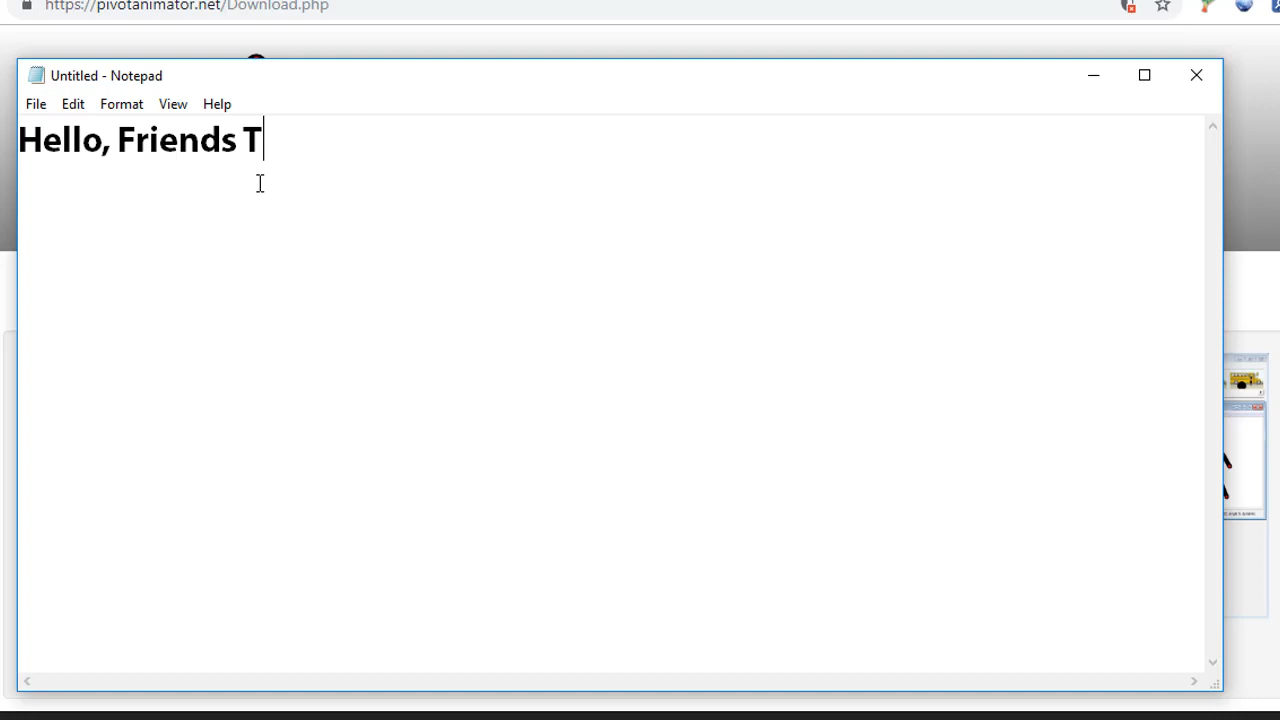 https://pivotanimator.net/Download.php
Untitled - Notepad
File Edit Format View Help
Hello, Friends T